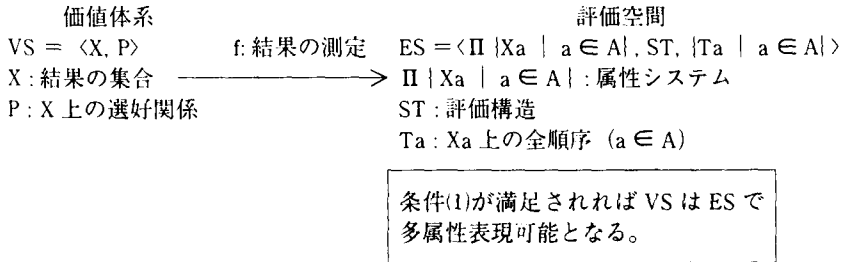 価値体系 評価空間
VS = 〈X, P〉 f: 結果の測定 ES =〈Π {Xa | a ∈ A}, ST, {Ta | a ∈ A}〉
X : 結果の集合 ⟶ Π {Xa | a ∈ A} : 属性システム
P : X 上の選好関係 ST : 評価構造
Ta : Xa 上の全順序 (a ∈ A)
条件(1)が満足されれば VS は ES で
多属性表現可能となる。